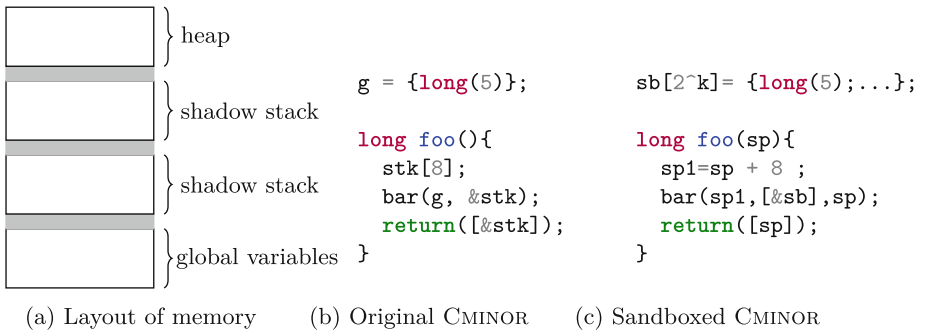 heap
shadow stack
shadow stack
global variables
(a) Layout of memory
g = {long(5)};
long foo(){
stk[8];
bar(g, &stk);
return([&stk]);
}
(b) Original CMINOR
sb[2^k]= {long(5);...};
long foo(sp){
sp1=sp + 8 ;
bar(sp1,[&sb],sp);
return([sp]);
}
(c) Sandboxed CMINOR